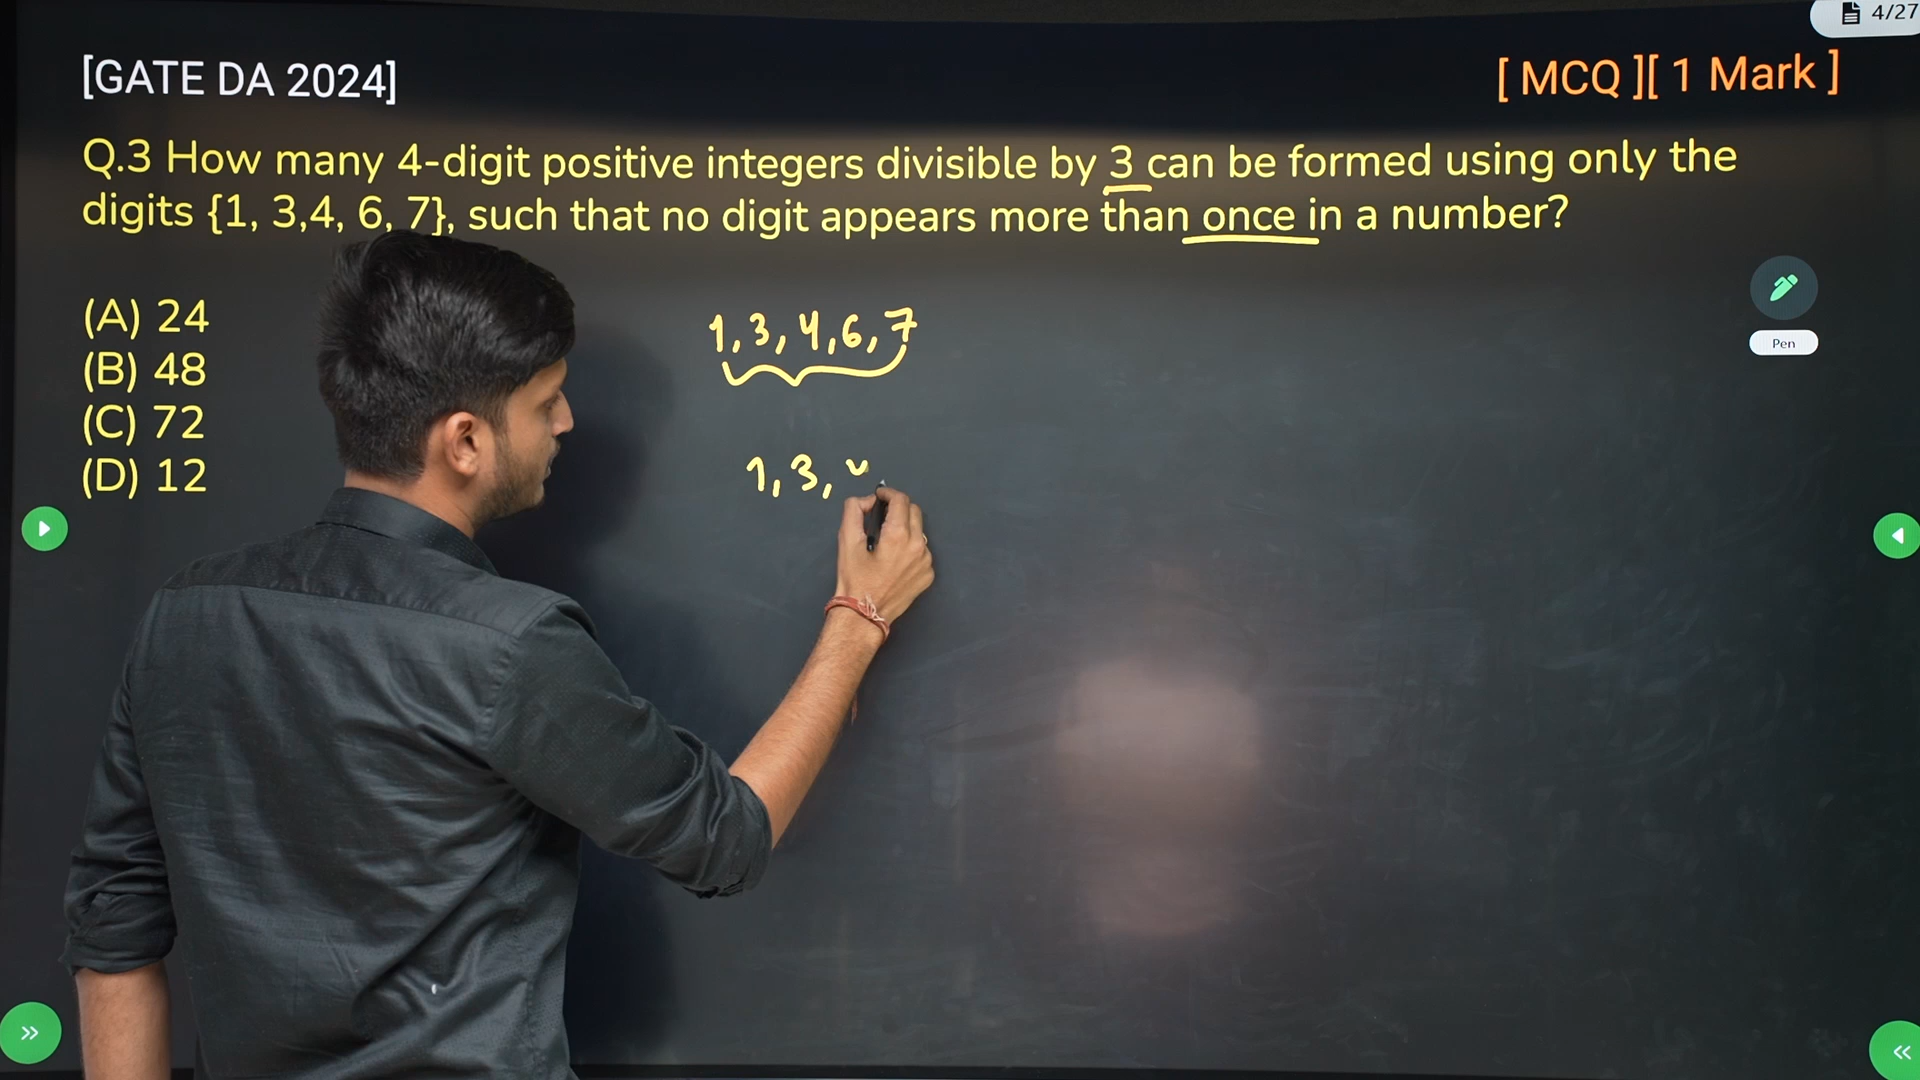 4/27
[GATE DA 2024]
[ MCQ ][ 1 Mark ]
Q.3 How many 4-digit positive integers divisible by 3 can be formed using only the
digits {1, 3,4, 6, 7}, such that no digit appears more than once in a number?
(A) 24
(B) 48
(C) 72
(D) 12
1,3,4,6,7
1,3,
Pen